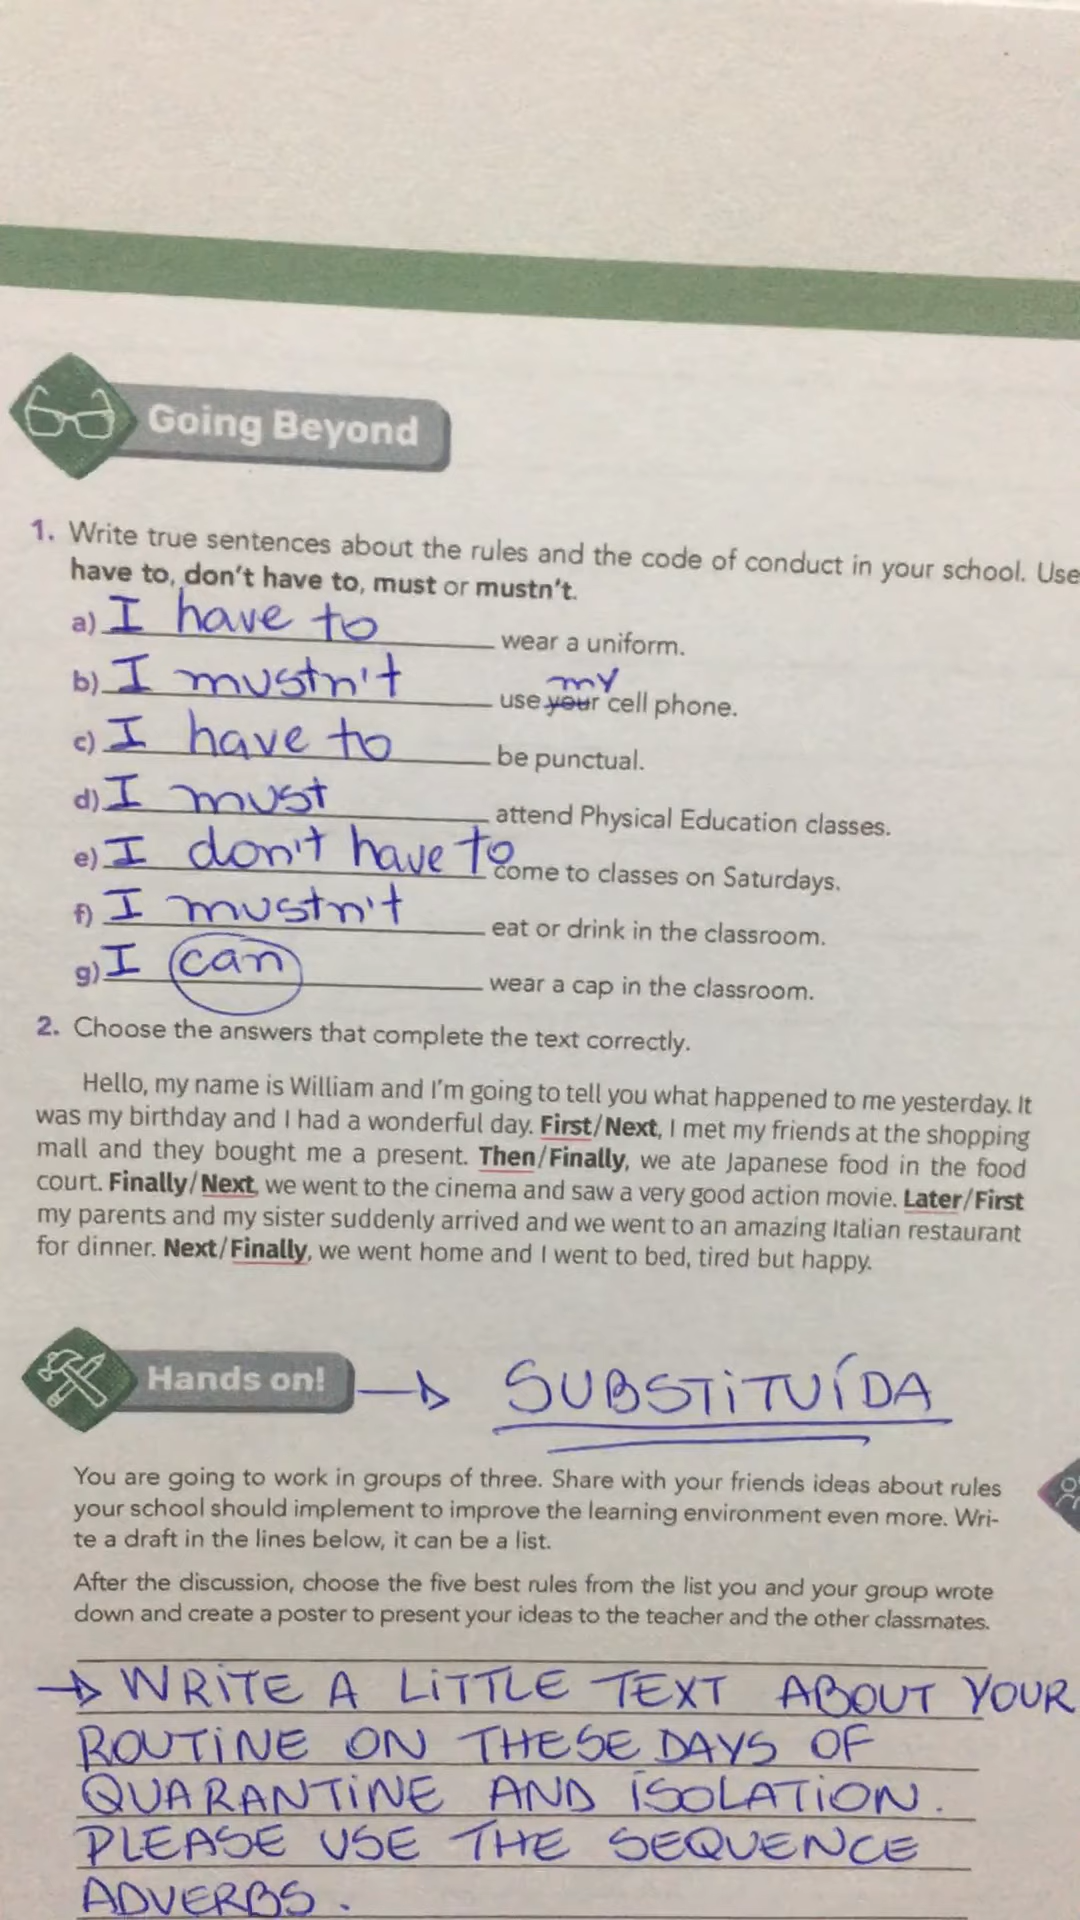 Going Beyond
1. Write true sentences about the rules and the code of conduct in your school. Use
have to, don't have to, must or mustn't.
a) I have to wear a uniform.
b) I mustn't use your my cell phone.
c) I have to be punctual.
d) I must attend Physical Education classes.
e) I don't have to come to classes on Saturdays.
f) I mustn't eat or drink in the classroom.
g) I can wear a cap in the classroom.
2. Choose the answers that complete the text correctly.
Hello, my name is William and I'm going to tell you what happened to me yesterday. It
was my birthday and I had a wonderful day. First/Next, I met my friends at the shopping
mall and they bought me a present. Then/Finally, we ate Japanese food in the food
court. Finally/Next, we went to the cinema and saw a very good action movie. Later/First
my parents and my sister suddenly arrived and we went to an amazing Italian restaurant
for dinner. Next/Finally, we went home and I went to bed, tired but happy.
Hands on! → SUBSTITUÍDA
You are going to work in groups of three. Share with your friends ideas about rules
your school should implement to improve the learning environment even more. Wri-
te a draft in the lines below, it can be a list.
After the discussion, choose the five best rules from the list you and your group wrote
down and create a poster to present your ideas to the teacher and the other classmates.
→ WRITE A LITTLE TEXT ABOUT YOUR
ROUTINE ON THESE DAYS OF
QUARANTINE AND ISOLATION.
PLEASE USE THE SEQUENCE
ADVERBS.